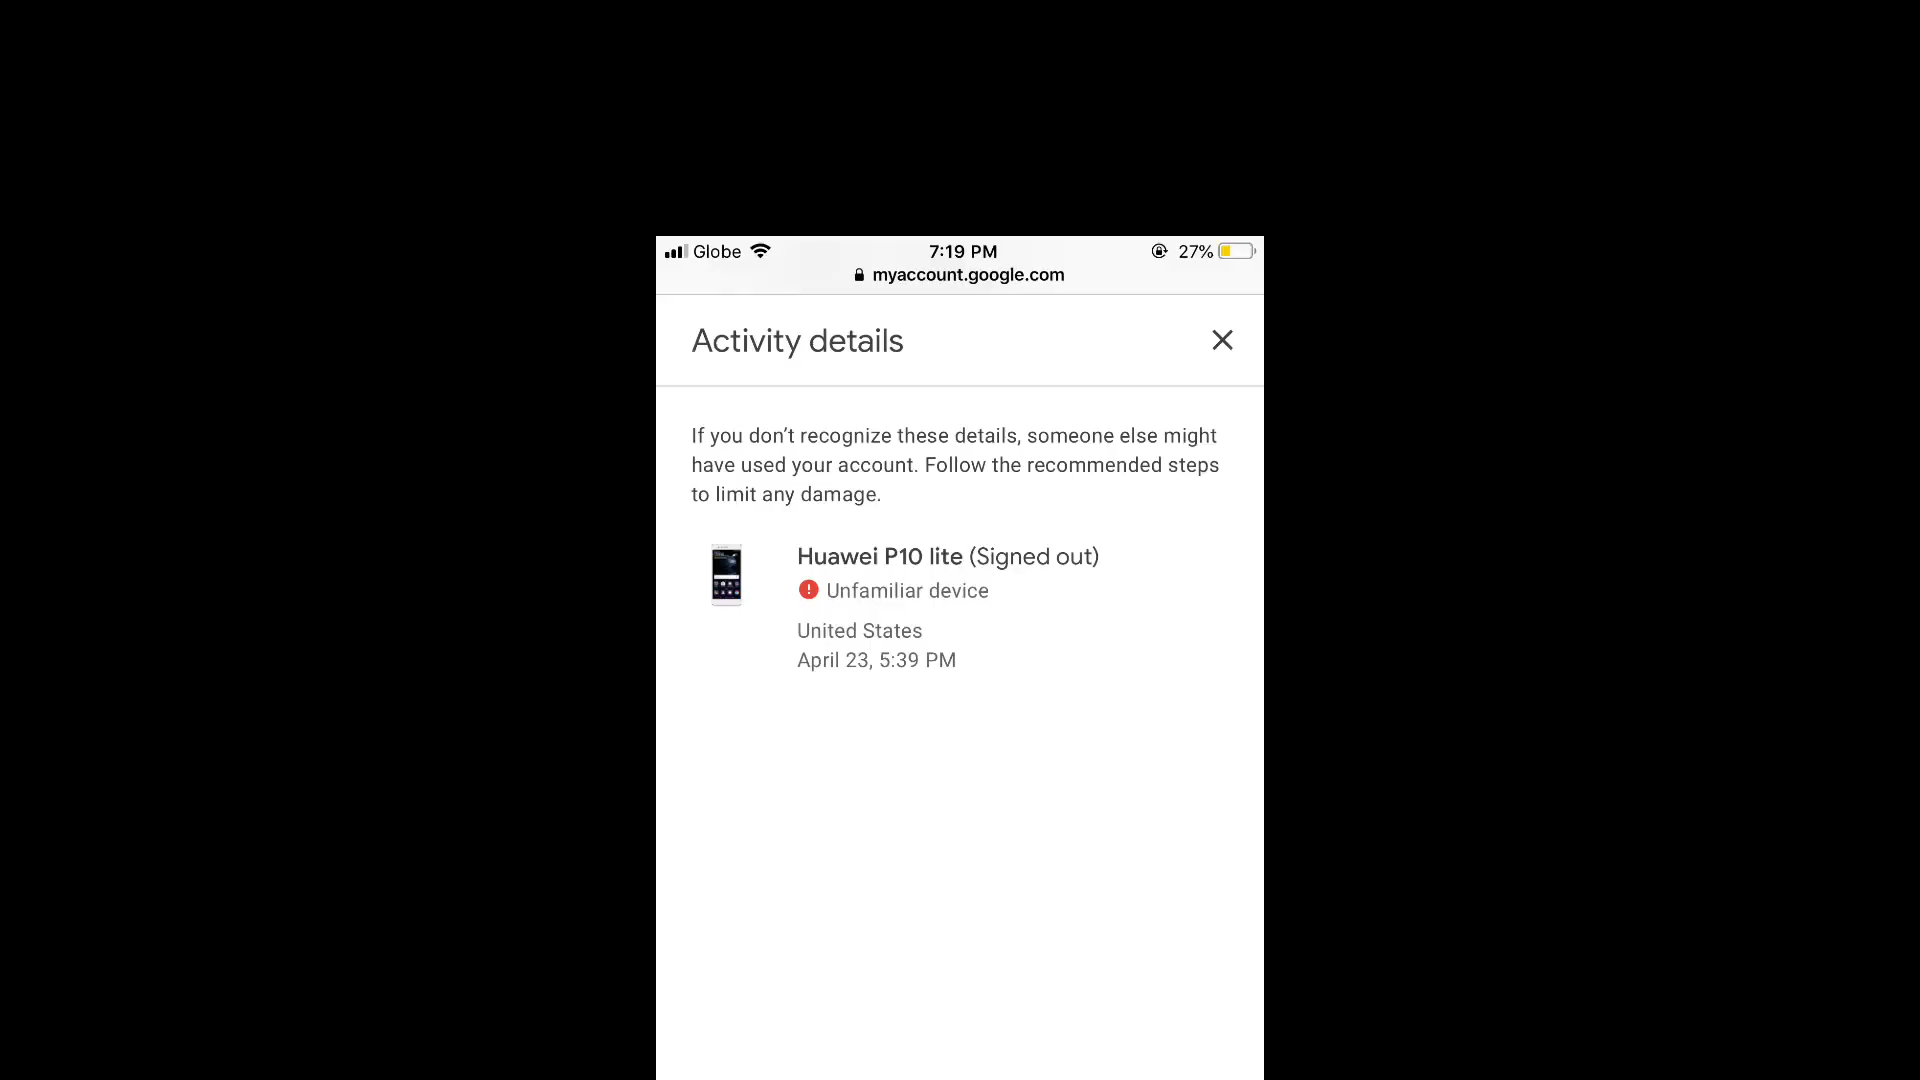 Globe 7:19 PM 27%
myaccount.google.com
Activity details
If you don’t recognize these details, someone else might
have used your account. Follow the recommended steps
to limit any damage.
Huawei P10 lite (Signed out)
Unfamiliar device
United States
April 23, 5:39 PM